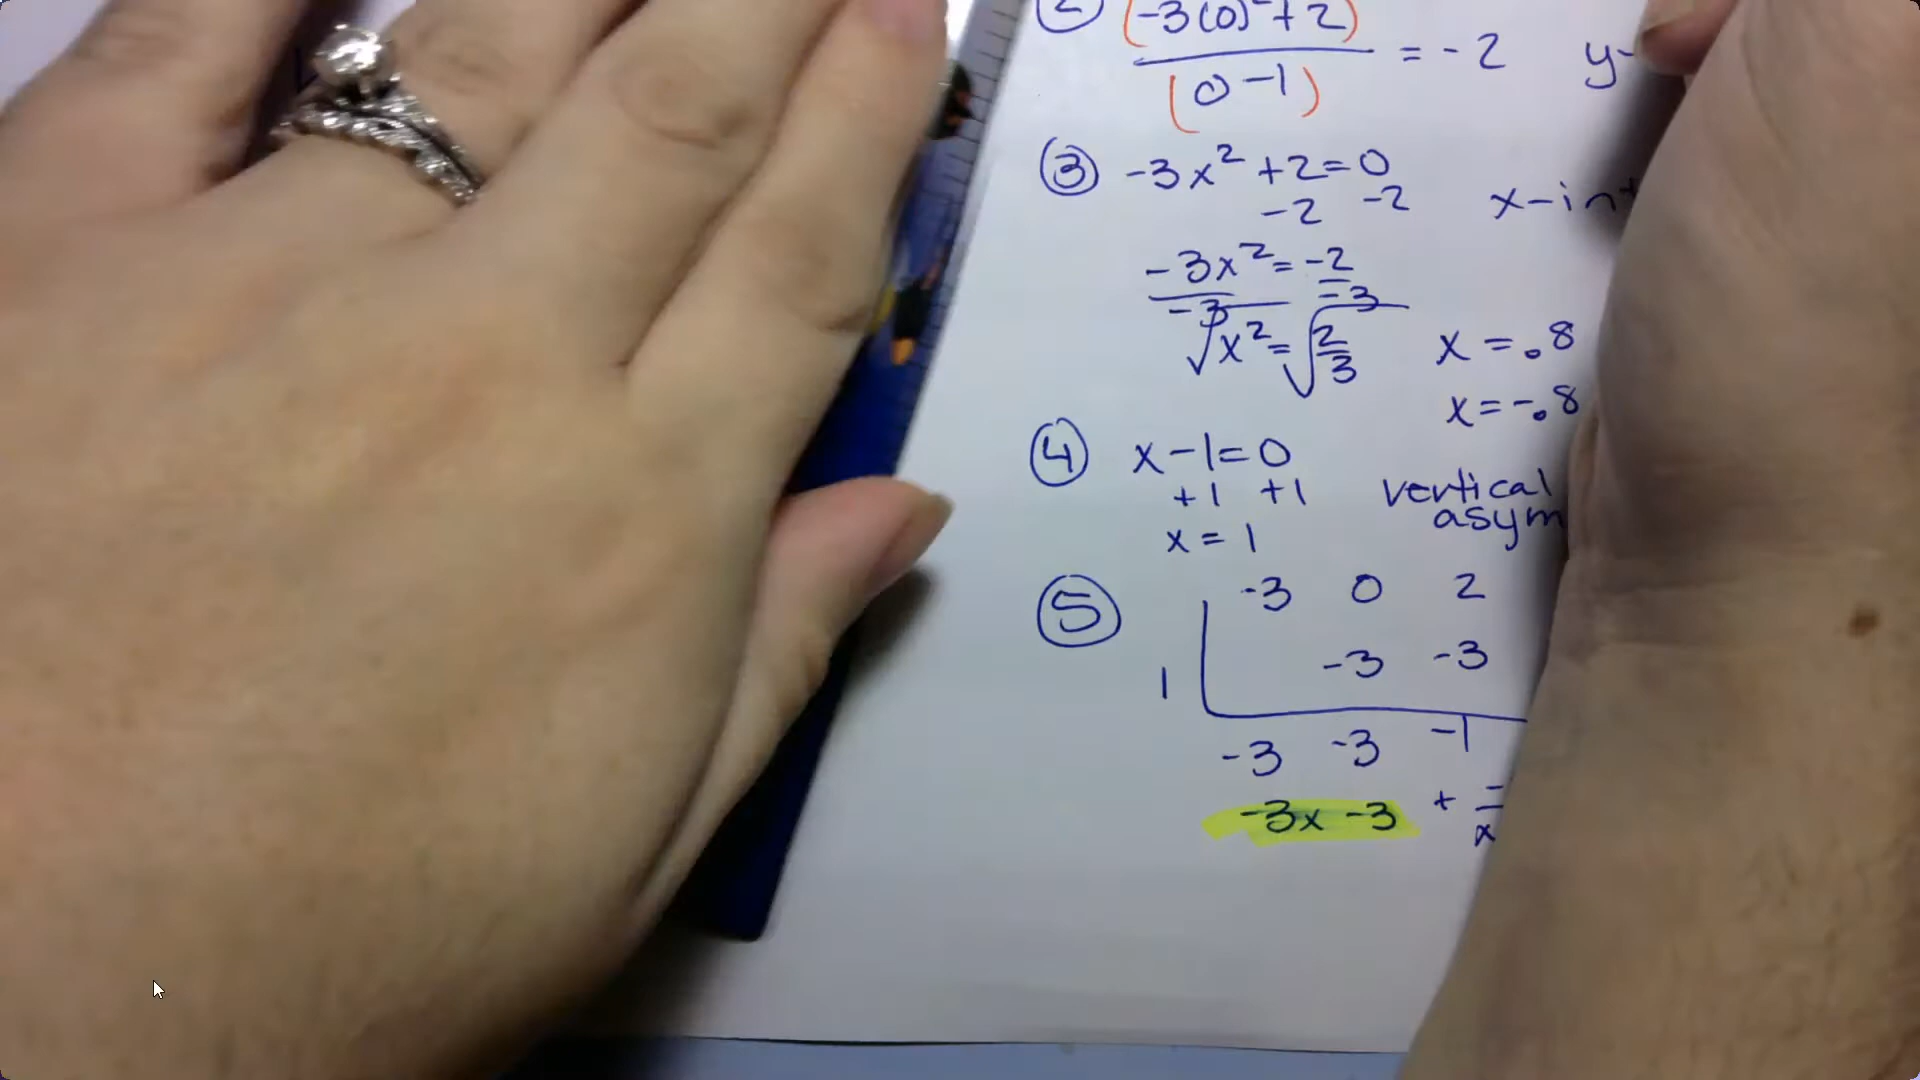 ② (-3(0)²+2)
(0-1) = -2 y-
③ -3x² +2=0
-2 -2 x-int
-3x² = -2
-3 -3
√x² = √2/3 x = .8
x = -.8
④ x-1=0
+1 +1 vertical
asym
x = 1
⑤ -3 0 2
1 -3 -3
-3 -3 -1
-3x -3 + -
x